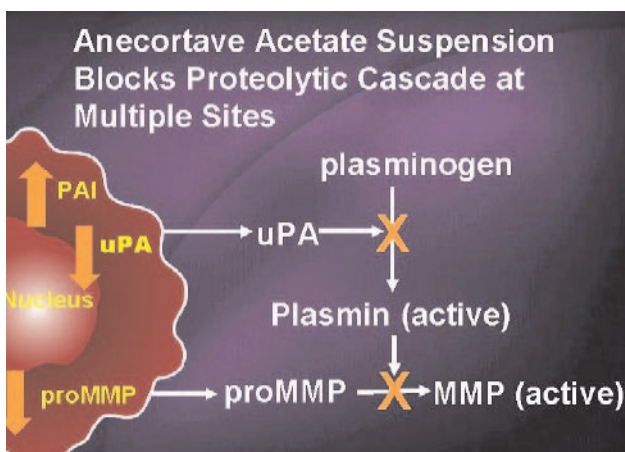 Anecortave Acetate Suspension
Blocks Proteolytic Cascade at
Multiple Sites
plasminogen
PAI
uPA
uPA
X
Nucleus
Plasmin (active)
proMMP
proMMP
X
MMP (active)